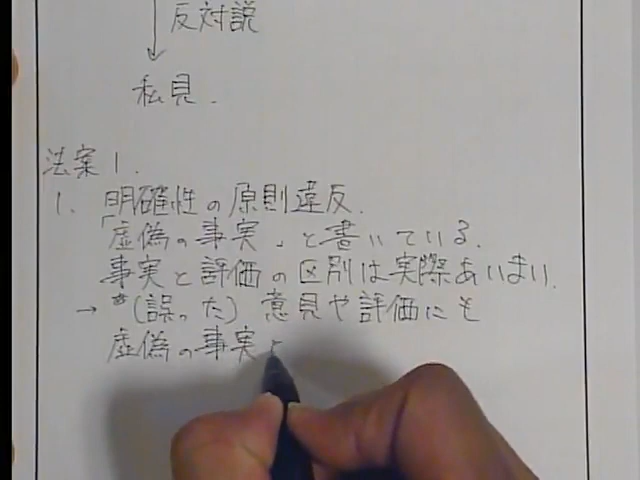 反対説
私見.
法案1.
1. 明確性の原則違反.
「虚偽の事実」と書いている.
事実と評価の区別は実際あいまい.
→ *(誤った) 意見や評価にも
虚偽の事実と